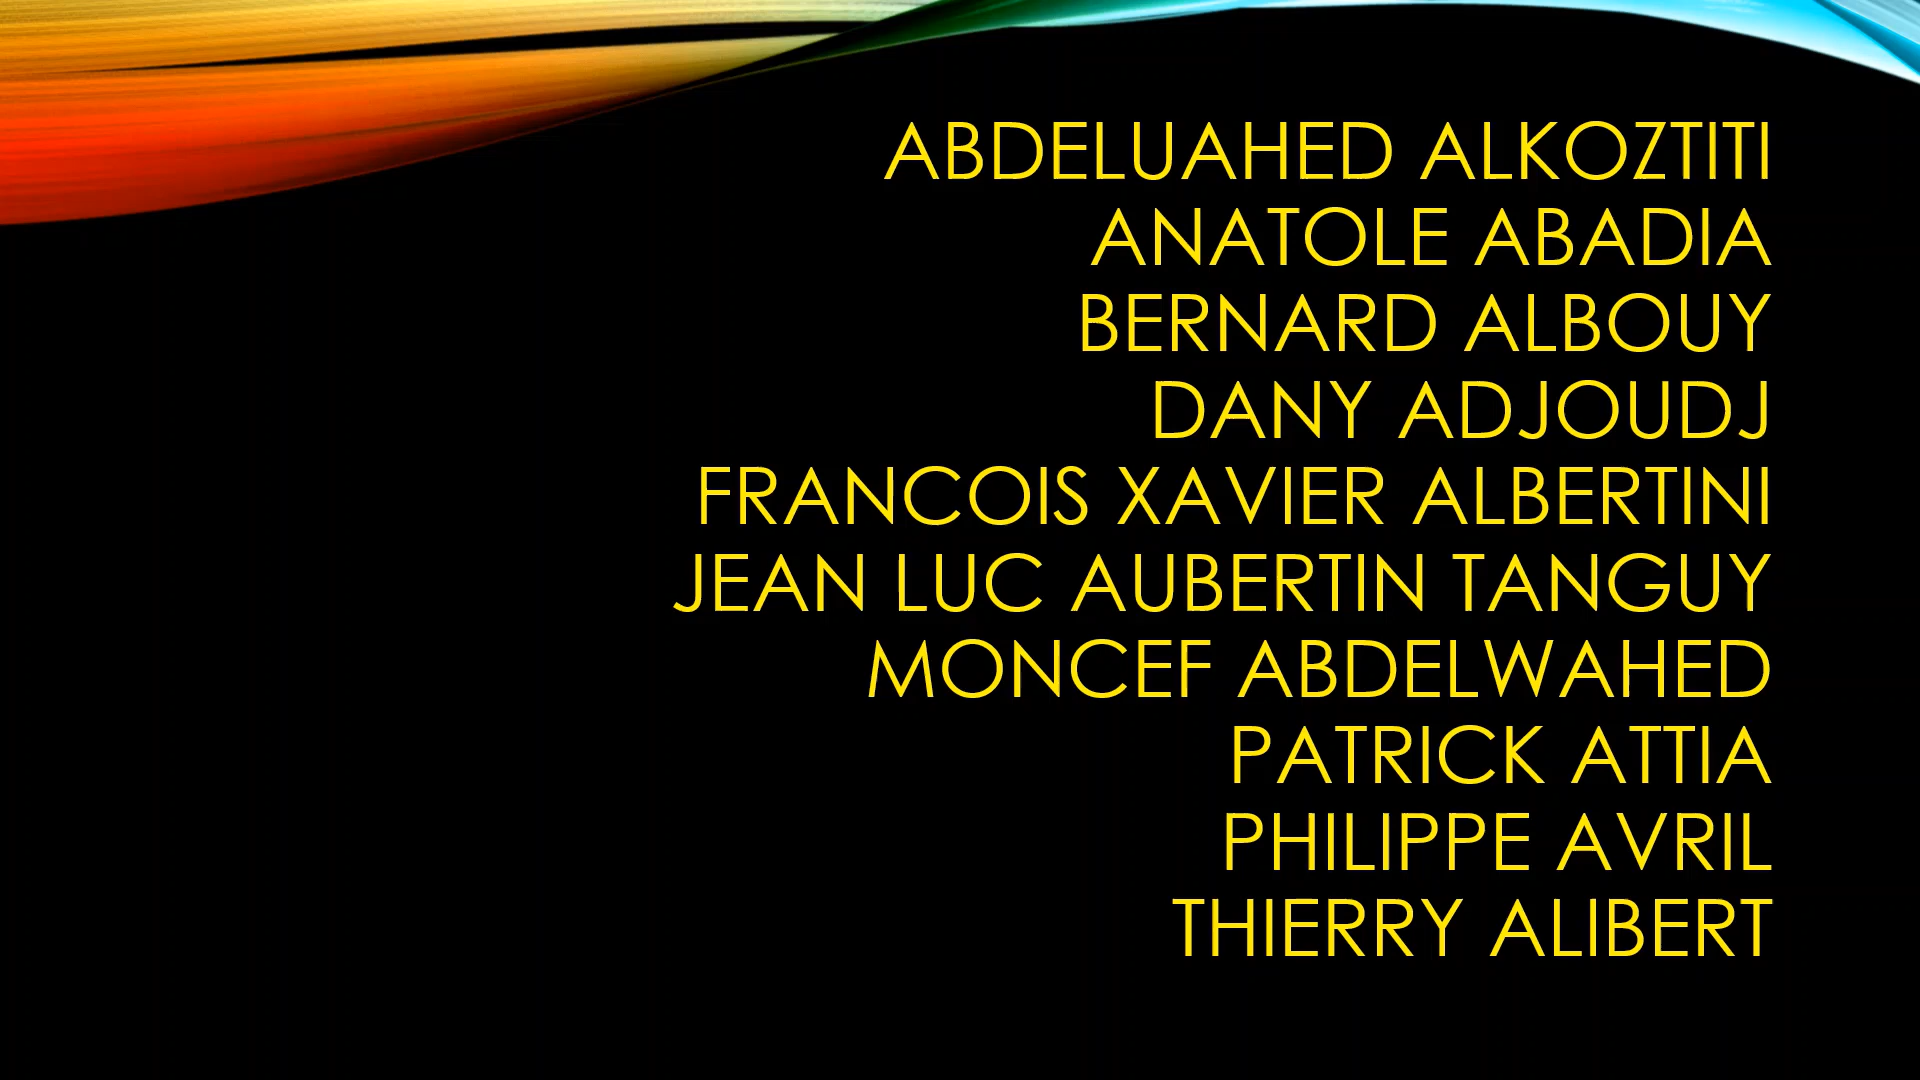 ABDELUAHED ALKOZTITI
ANATOLE ABADIA
BERNARD ALBOUY
DANY ADJOUDJ
FRANCOIS XAVIER ALBERTINI
JEAN LUC AUBERTIN TANGUY
MONCEF ABDELWAHED
PATRICK ATTIA
PHILIPPE AVRIL
THIERRY ALIBERT